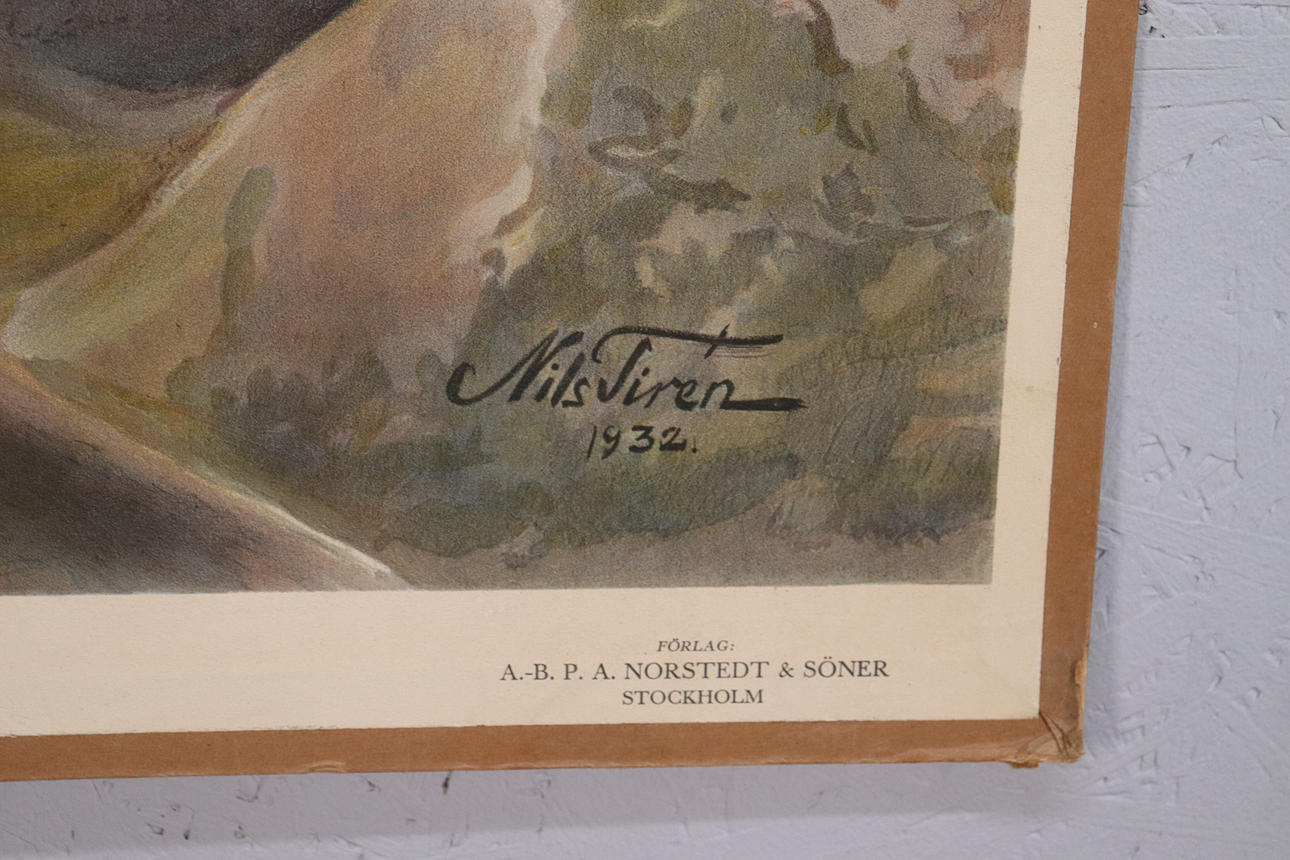 Nils Tirén
1932.
FÖRLAG:
A.-B. P. A. NORSTEDT & SÖNER
STOCKHOLM